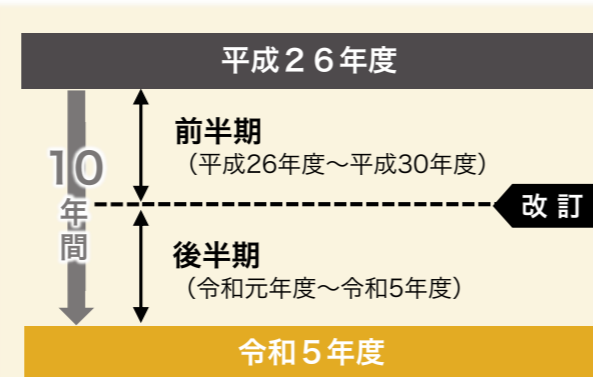 平成２６年度
前半期
（平成26年度～平成30年度）
10
年
間
改訂
後半期
（令和元年度～令和5年度）
令和５年度